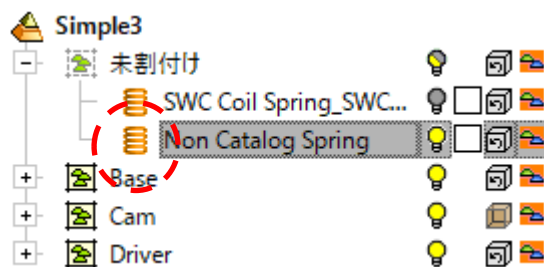 Simple3
未割付け
SWC Coil Spring_SWC...
Non Catalog Spring
Base
Cam
Driver